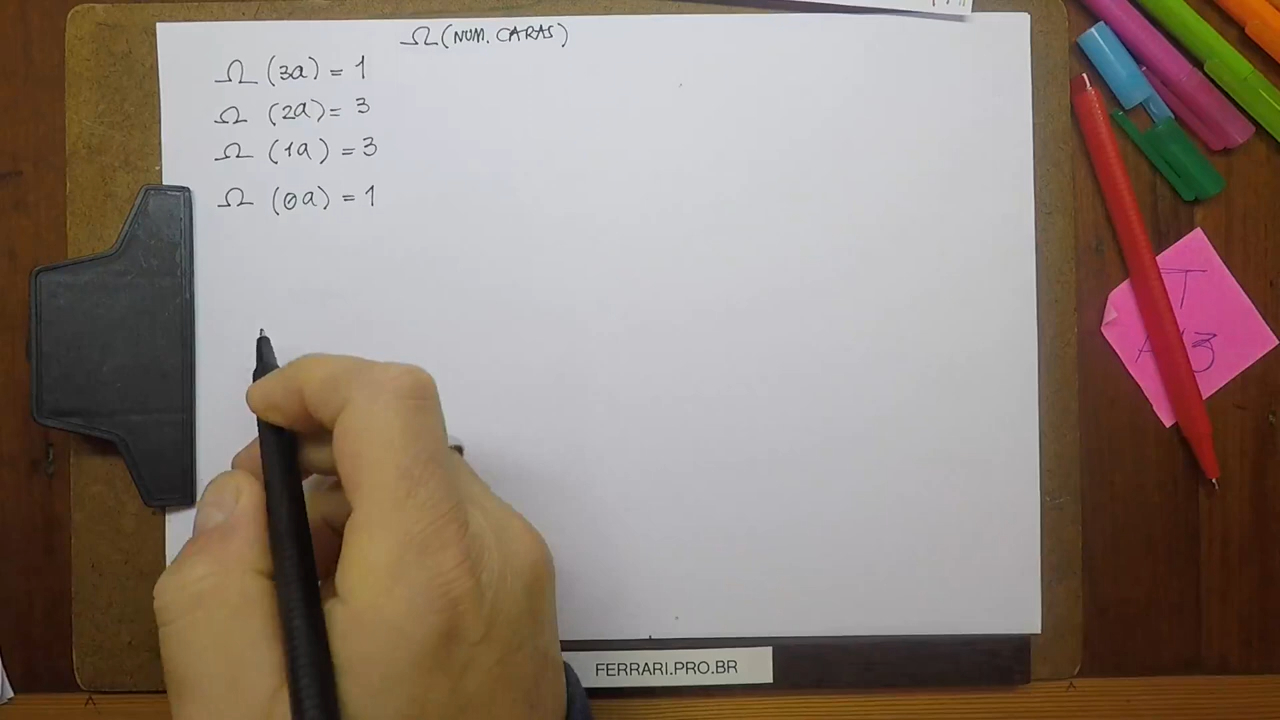 Ω (NUM. CARAS)
Ω (3a) = 1
Ω (2a) = 3
Ω (1a) = 3
Ω (0a) = 1
T
FERRARI.PRO.BR